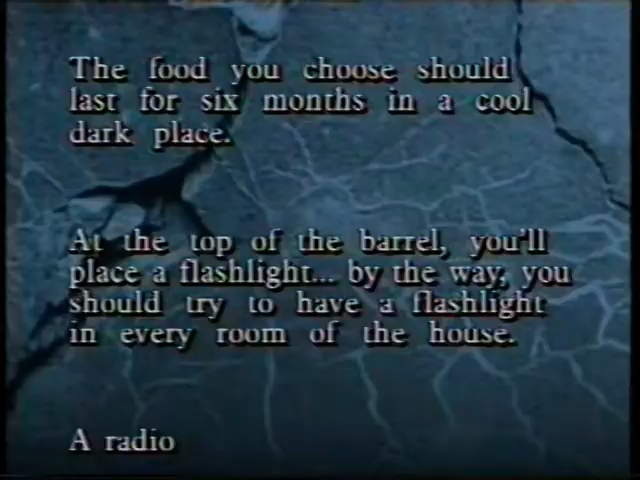 The food you choose should
last for six months in a cool
dark place.
At the top of the barrel, you'll
place a flashlight... by the way, you
should try to have a flashlight
in every room of the house.
A radio